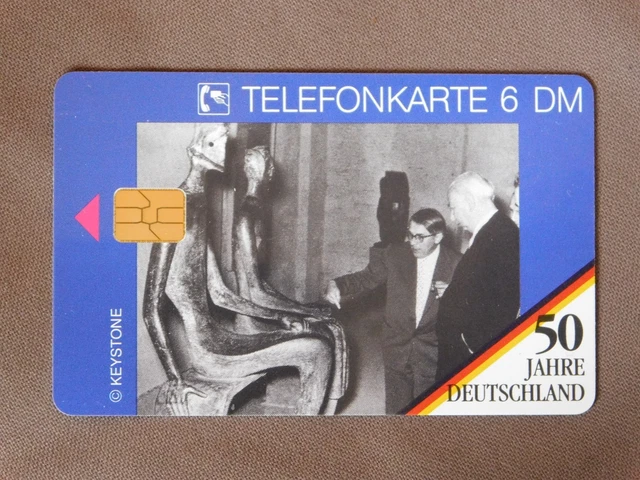 TELEFONKARTE 6 DM
© KEYSTONE
50
JAHRE
DEUTSCHLAND